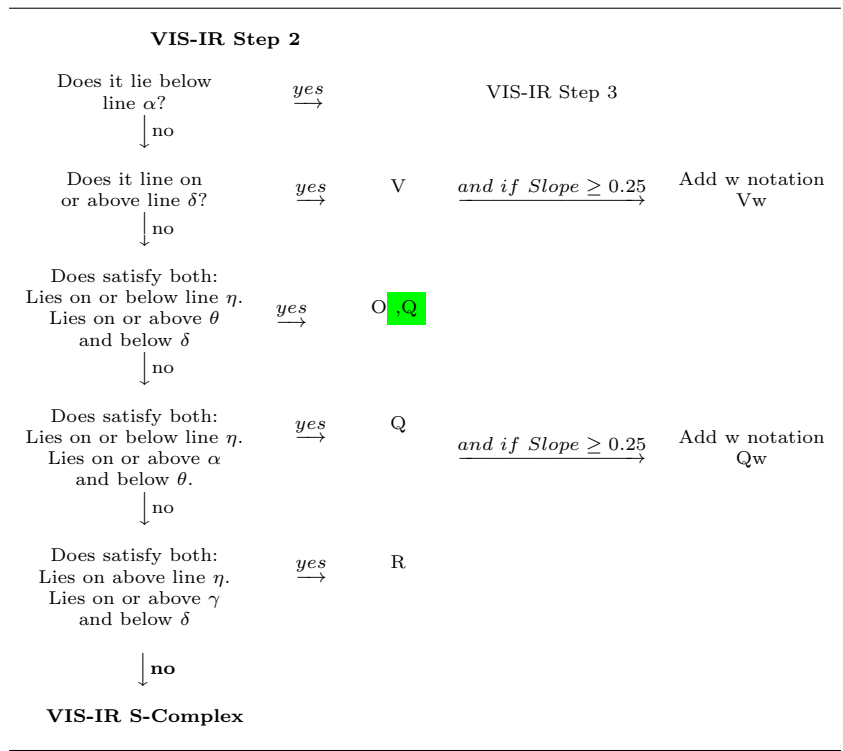 VIS-IR Step 2
Does it lie below
line α?
yes
VIS-IR Step 3
no
Does it line on
or above line δ?
yes
V
and if Slope ≥ 0.25
Add w notation
Vw
no
Does satisfy both:
Lies on or below line η.
Lies on or above θ
and below δ
yes
O ,Q
no
Does satisfy both:
Lies on or below line η.
Lies on or above α
and below θ.
yes
Q
and if Slope ≥ 0.25
Add w notation
Qw
no
Does satisfy both:
Lies on above line η.
Lies on or above γ
and below δ
yes
R
no
VIS-IR S-Complex